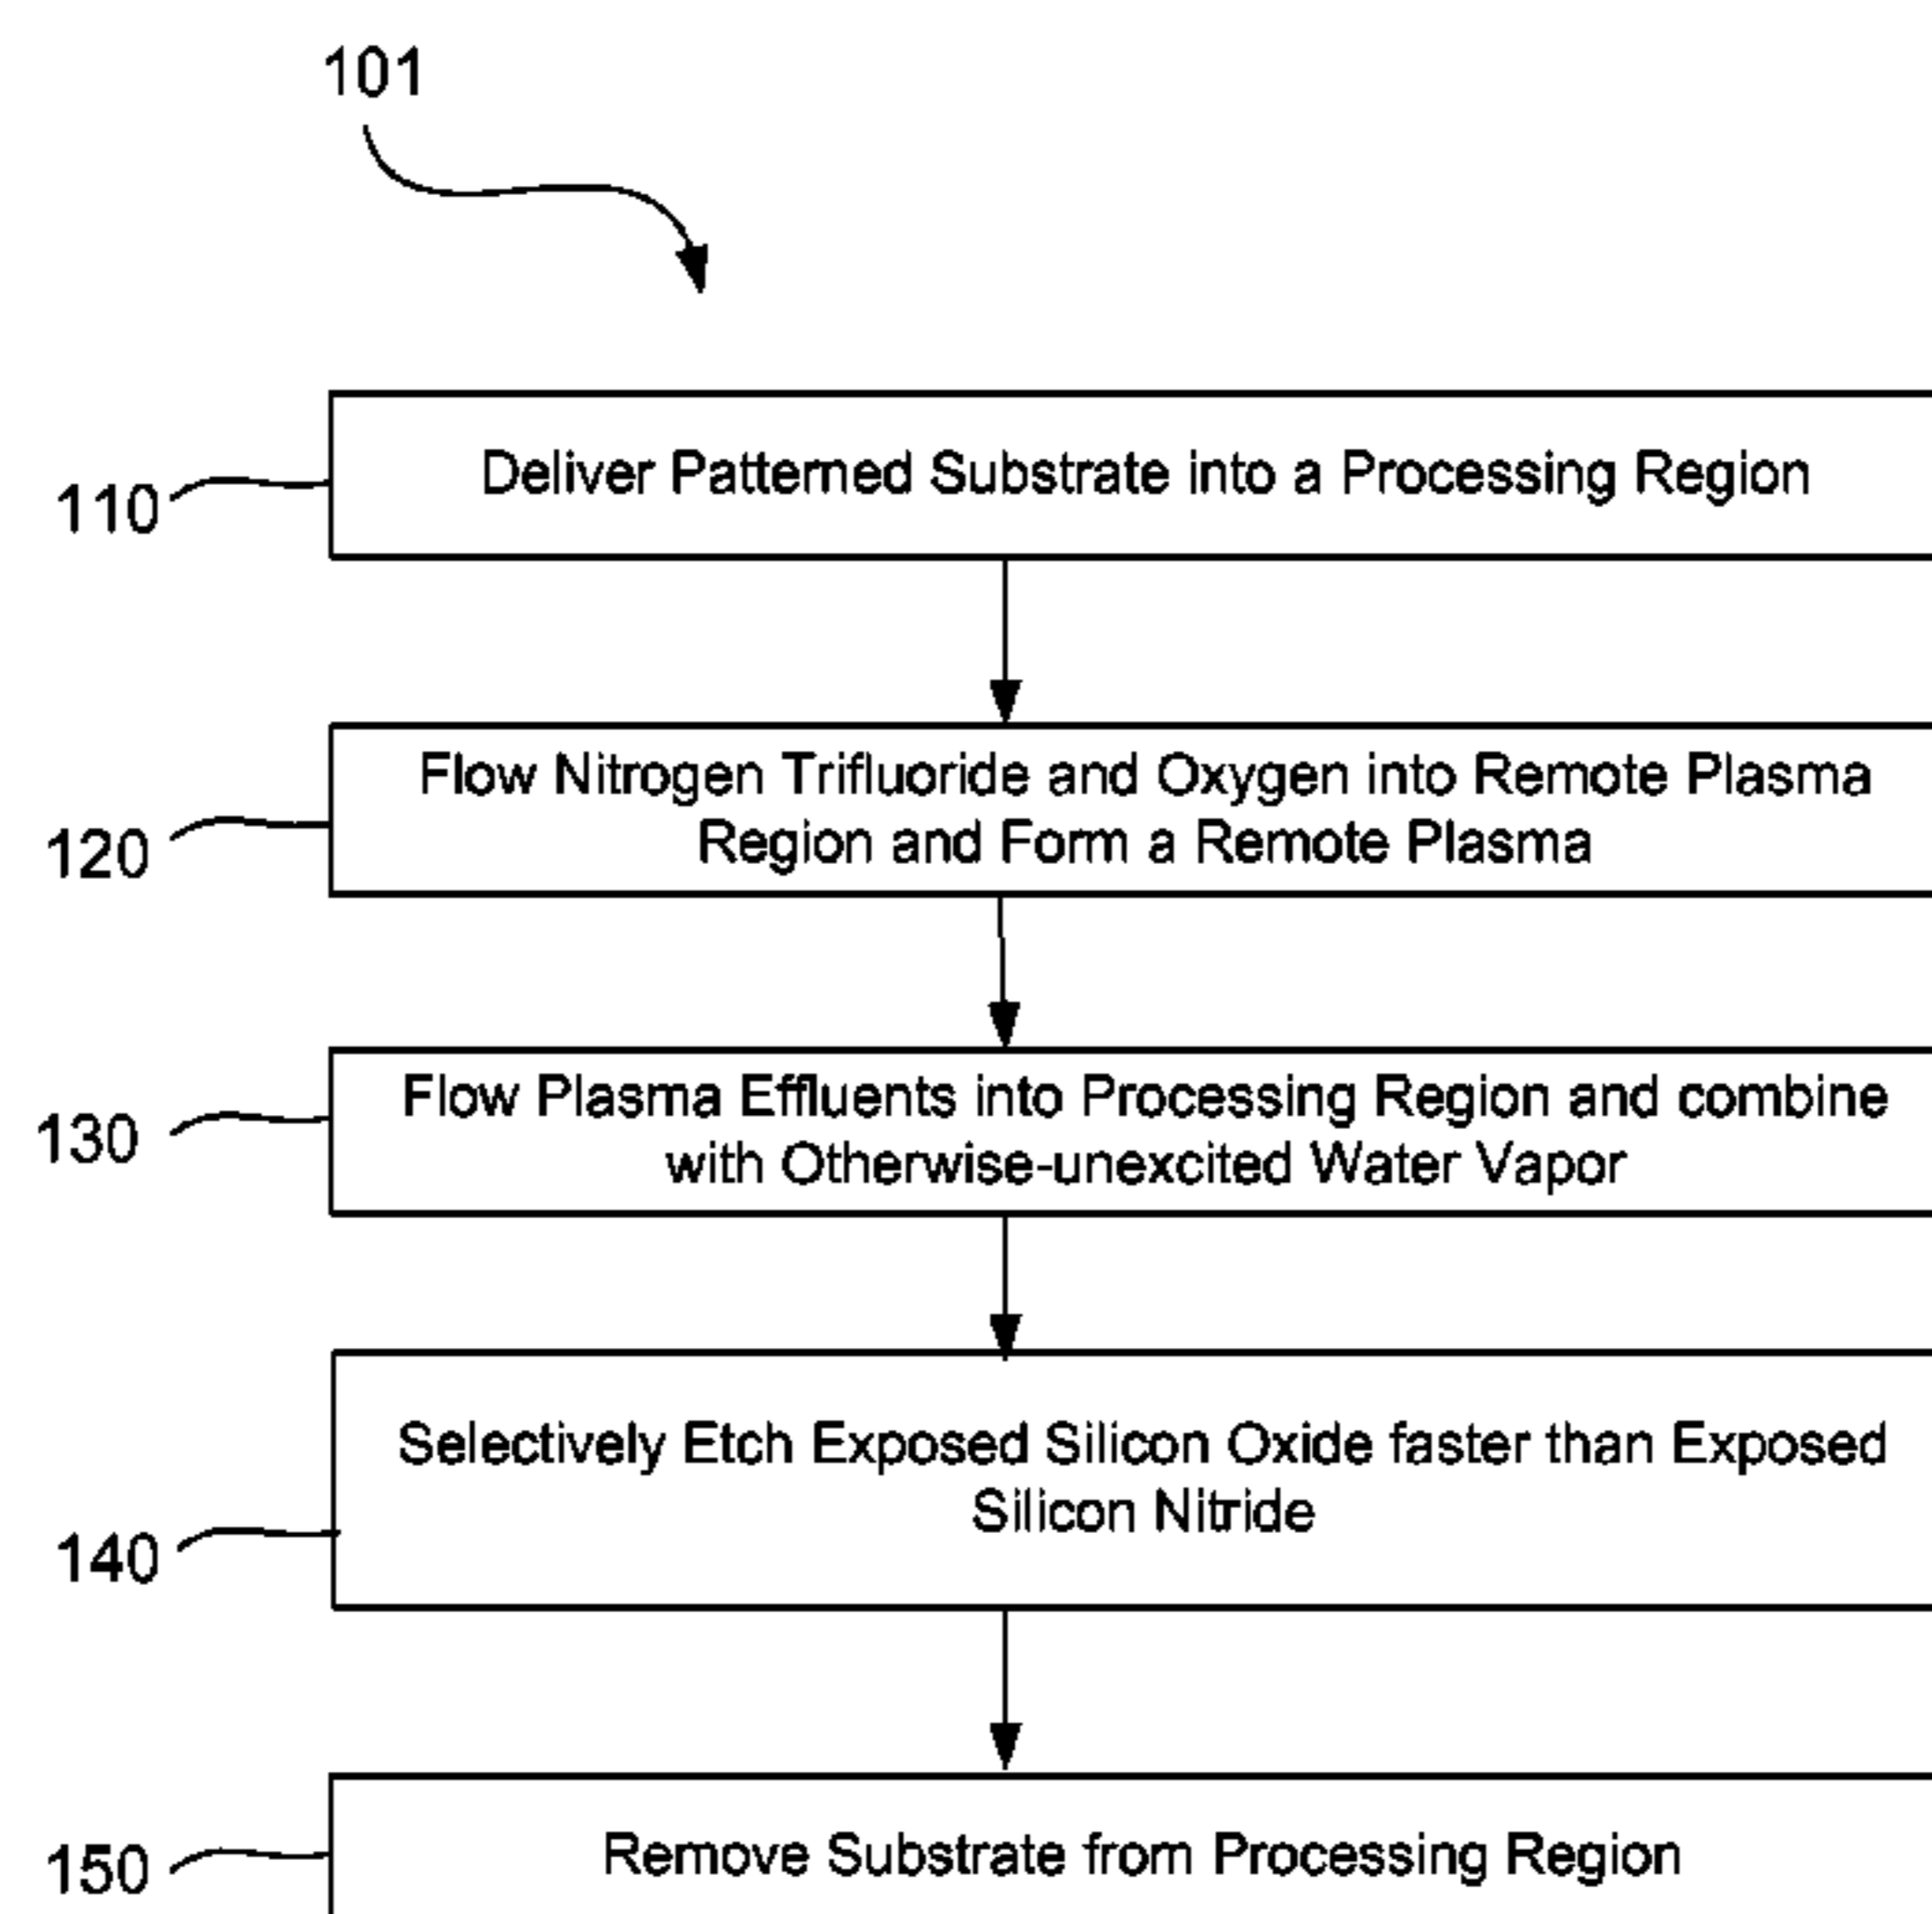 101
110
Deliver Patterned Substrate into a Processing Region
120
Flow Nitrogen Trifluoride and Oxygen into Remote Plasma
Region and Form a Remote Plasma
130
Flow Plasma Effluents into Processing Region and combine
with Otherwise-unexcited Water Vapor
140
Selectively Etch Exposed Silicon Oxide faster than Exposed
Silicon Nitride
150
Remove Substrate from Processing Region